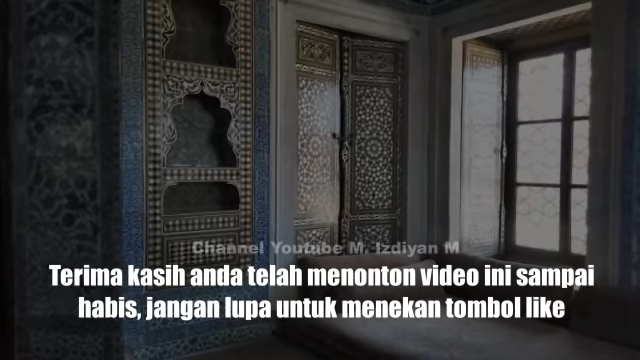 Channel Youtube M. Izdiyan M
Terima kasih anda telah menonton video ini sampai
habis, jangan lupa untuk menekan tombol like